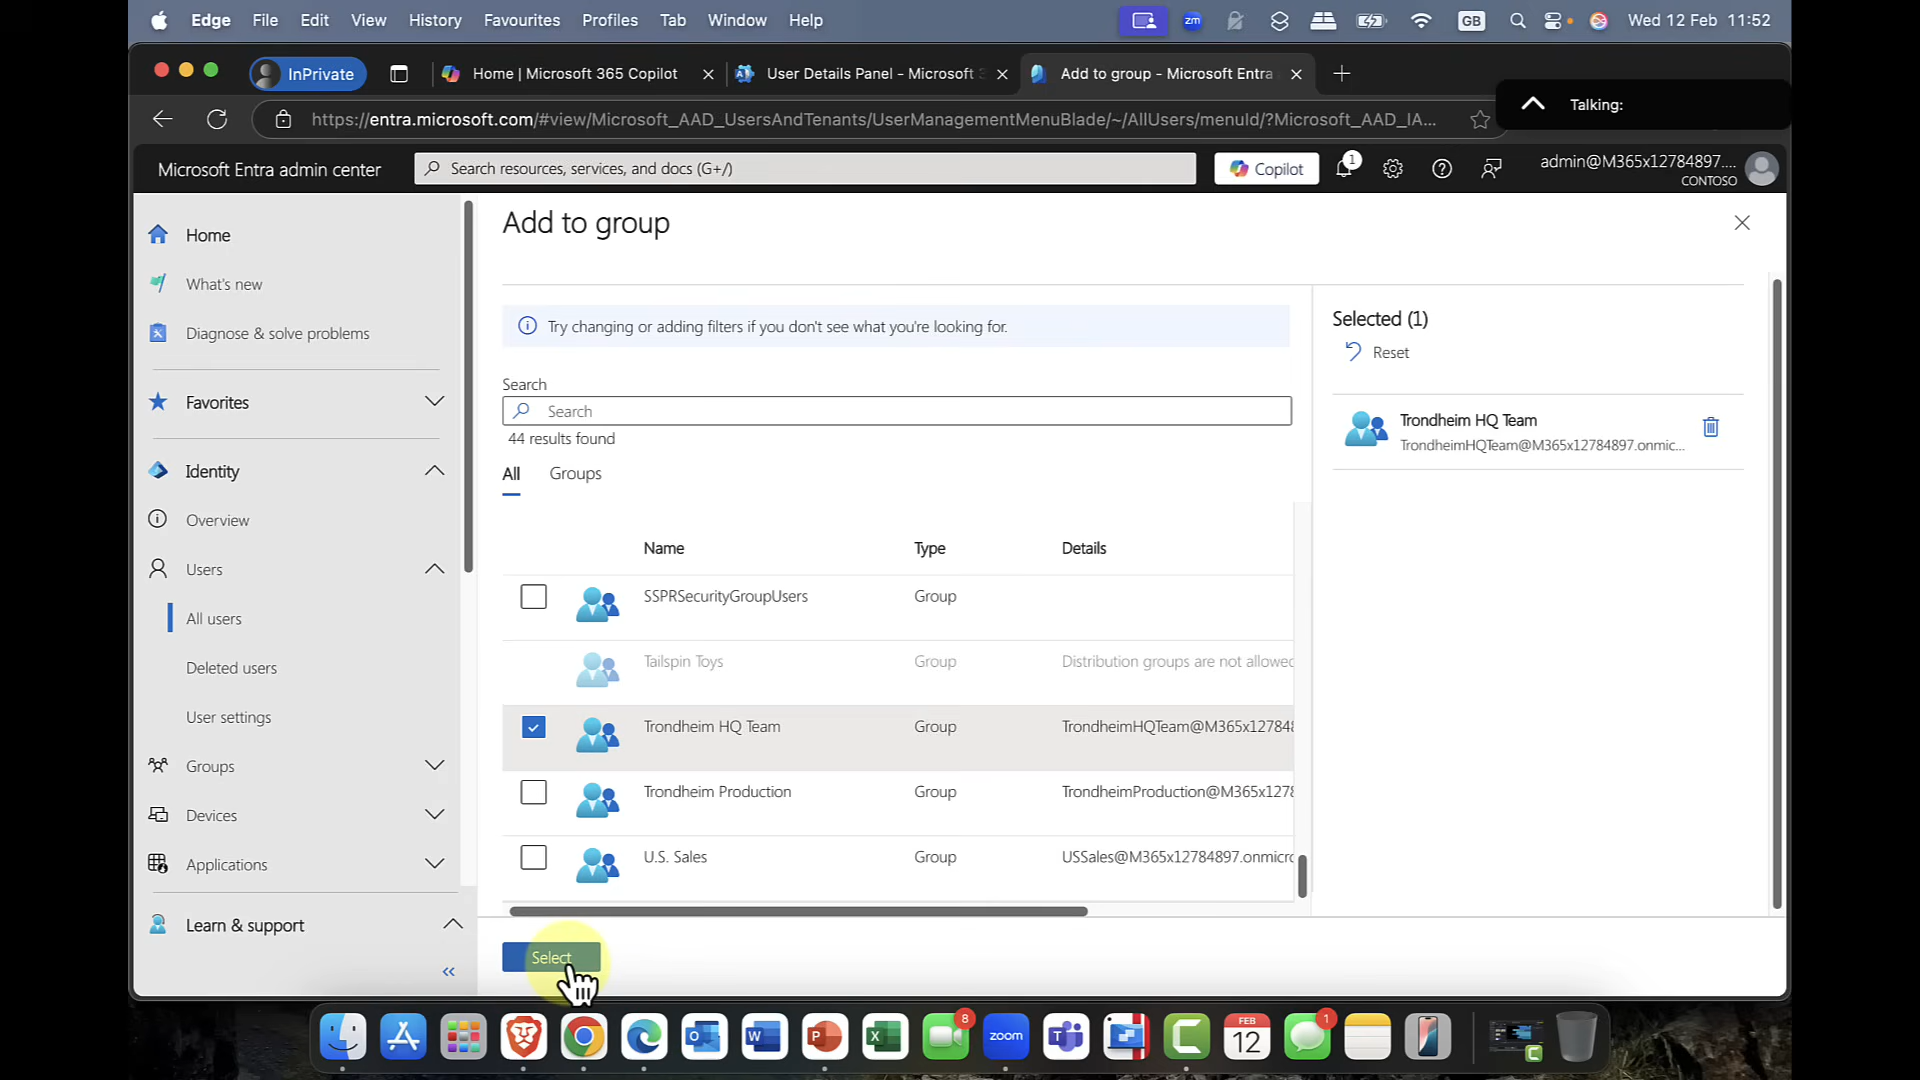 Edge File Edit View History Favourites Profiles Tab Window Help
zm GB Wed 12 Feb 11:52
InPrivate Home | Microsoft 365 Copilot User Details Panel - Microsoft 3 Add to group - Microsoft Entra
Talking:
https://entra.microsoft.com/#view/Microsoft_AAD_UsersAndTenants/UserManagementMenuBlade/~/AllUsers/menuId/?Microsoft_AAD_IA...
Microsoft Entra admin center
Search resources, services, and docs (G+/)
Copilot
1
admin@M365x12784897....
CONTOSO
Home
What's new
Diagnose & solve problems
Favorites
Identity
Overview
Users
All users
Deleted users
User settings
Groups
Devices
Applications
Learn & support
Add to group
Try changing or adding filters if you don't see what you're looking for.
Search
Search
44 results found
All Groups
Name Type Details
SSPRSecurityGroupUsers Group
Tailspin Toys Group Distribution groups are not allowed
Trondheim HQ Team Group TrondheimHQTeam@M365x127848
Trondheim Production Group TrondheimProduction@M365x1278
U.S. Sales Group USSales@M365x12784897.onmicro
Select
Selected (1)
Reset
Trondheim HQ Team
TrondheimHQTeam@M365x12784897.onmic...
8
zoom
FEB
12
1